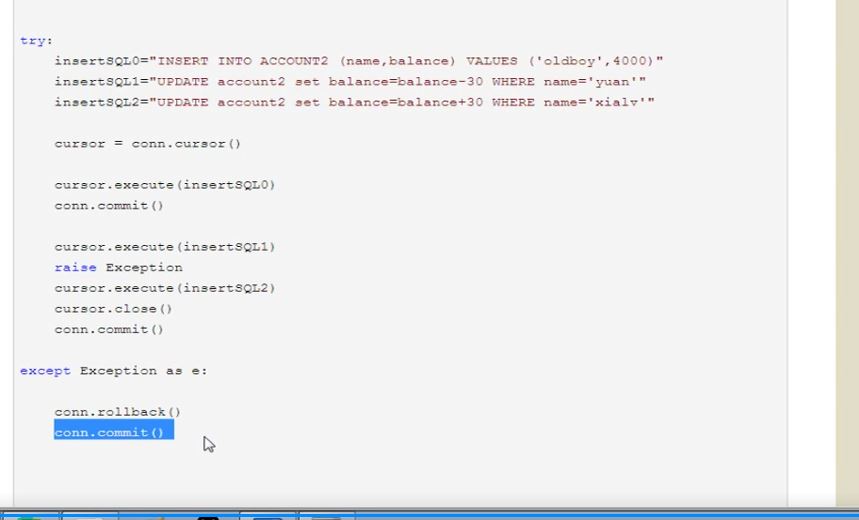 try:
insertSQL0="INSERT INTO ACCOUNT2 (name,balance) VALUES ('oldboy',4000)"
insertSQL1="UPDATE account2 set balance=balance-30 WHERE name='yuan'"
insertSQL2="UPDATE account2 set balance=balance+30 WHERE name='xialv'"
cursor = conn.cursor()
cursor.execute(insertSQL0)
conn.commit()
cursor.execute(insertSQL1)
raise Exception
cursor.execute(insertSQL2)
cursor.close()
conn.commit()
except Exception as e:
conn.rollback()
conn.commit()